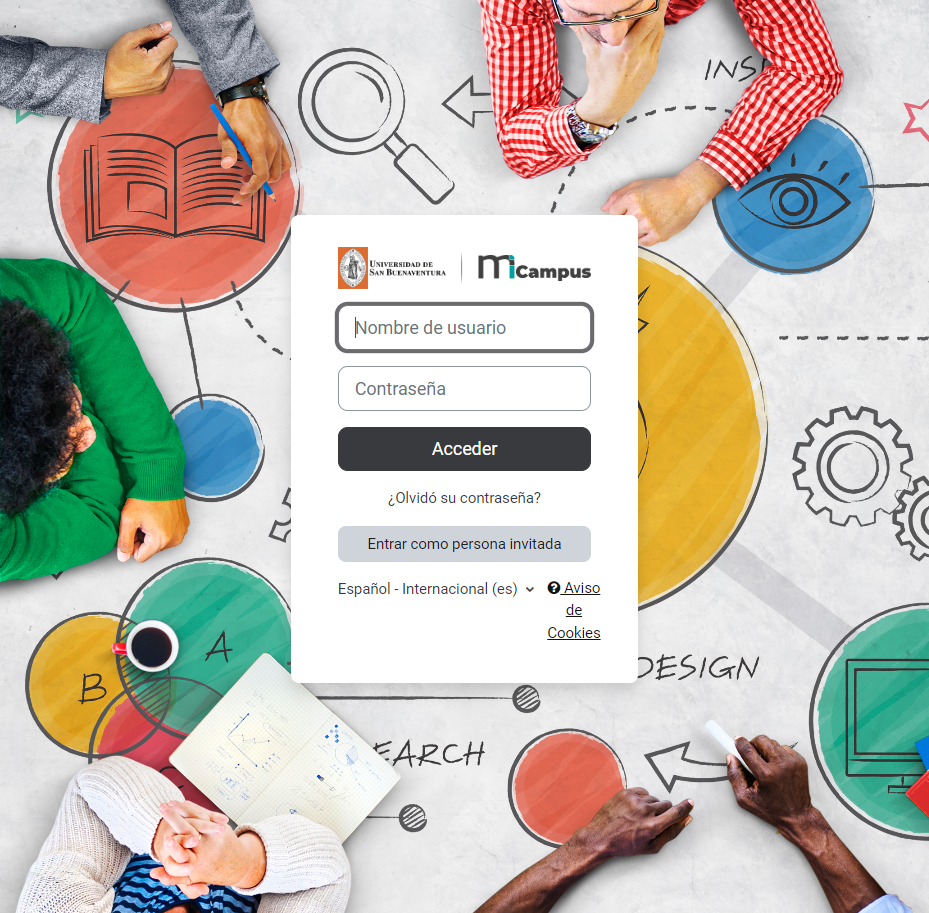 INS
UNIVERSIDAD DE
SAN BUENAVENTURA
miCampus
Nombre de usuario
Contraseña
Acceder
¿Olvidó su contraseña?
Entrar como persona invitada
Español - Internacional (es)
Aviso
de
Cookies
A
B
DESIGN
EARCH